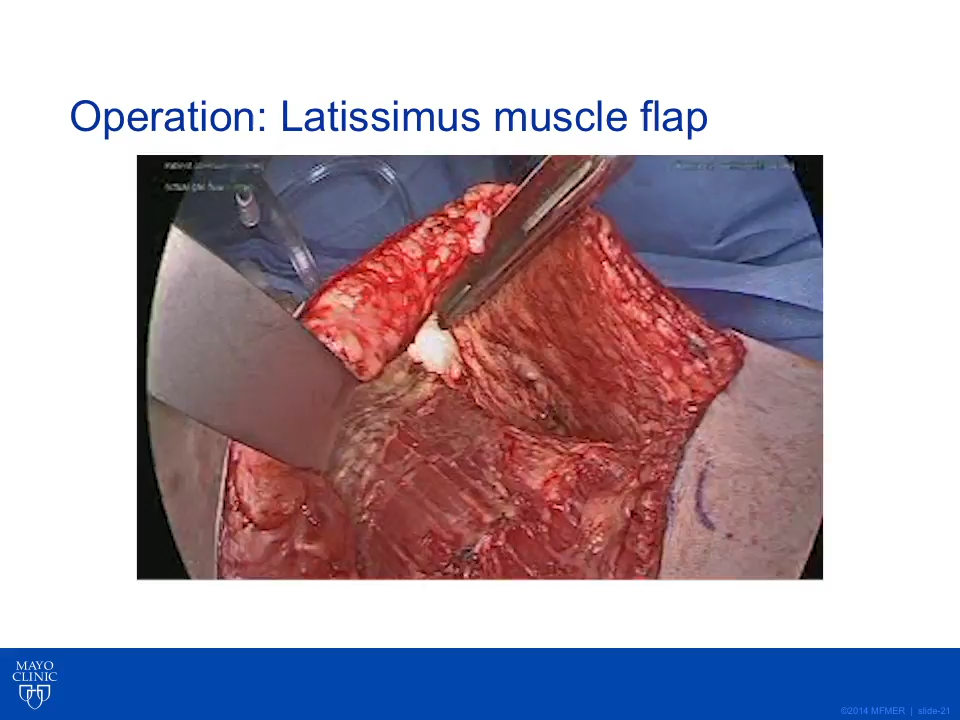 Operation: Latissimus muscle flap
MAYO
CLINIC
©2014 MFMER | slide-21